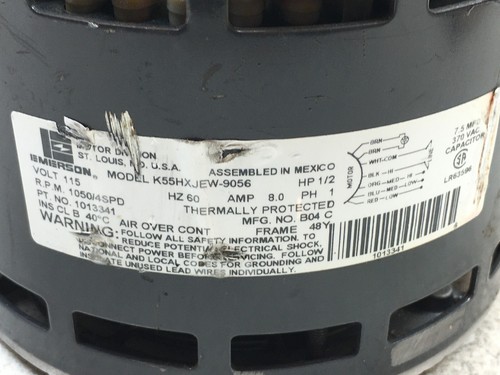 EMERSON
MOTOR DIVISION
ST. LOUIS, MO. U.S.A.
ASSEMBLED IN MEXICO
MODEL K55HXJEW-9056
HP 1/2
VOLT 115
HZ 60
AMP 8.0
PH 1
R.P.M. 1050/4SPD
THERMALLY PROTECTED
PT. NO. 1013341
MFG. NO. B04 C
INS CL B 40°C
AIR OVER CONT
FRAME 48Y
WARNING: FOLLOW ALL SAFETY INFORMATION. TO
REDUCE POTENTIAL ELECTRICAL SHOCK,
DISCONNECT POWER BEFORE SERVICING. FOLLOW
NATIONAL AND LOCAL CODES FOR GROUNDING AND
INSULATE UNUSED LEAD WIRES INDIVIDUALLY.
MOTOR
BRN
BRN
WHT-COM
BLK-HI
ORG-MED-HI
BLU-MED-LOW
RED-LOW
7.5 MFD
370 VAC
CAPACITOR
SA
LR63596
1013341